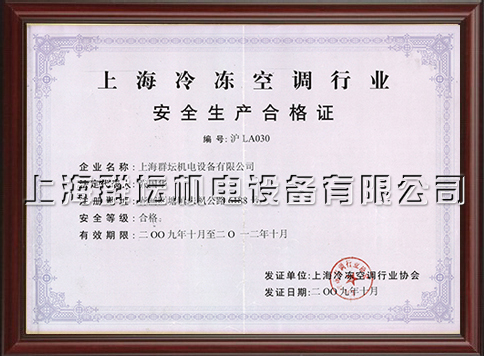 上海冷冻空调行业
安全生产合格证
编号:沪 LA030
企业名称:上海群坛机电设备有限公司
上海群坛机电设备有限公司
安全等级:合格。
有效期限:二OO九年十月至二O一二年十月
发证单位:上海冷冻空调行业协会
发证日期:二OO九年十月